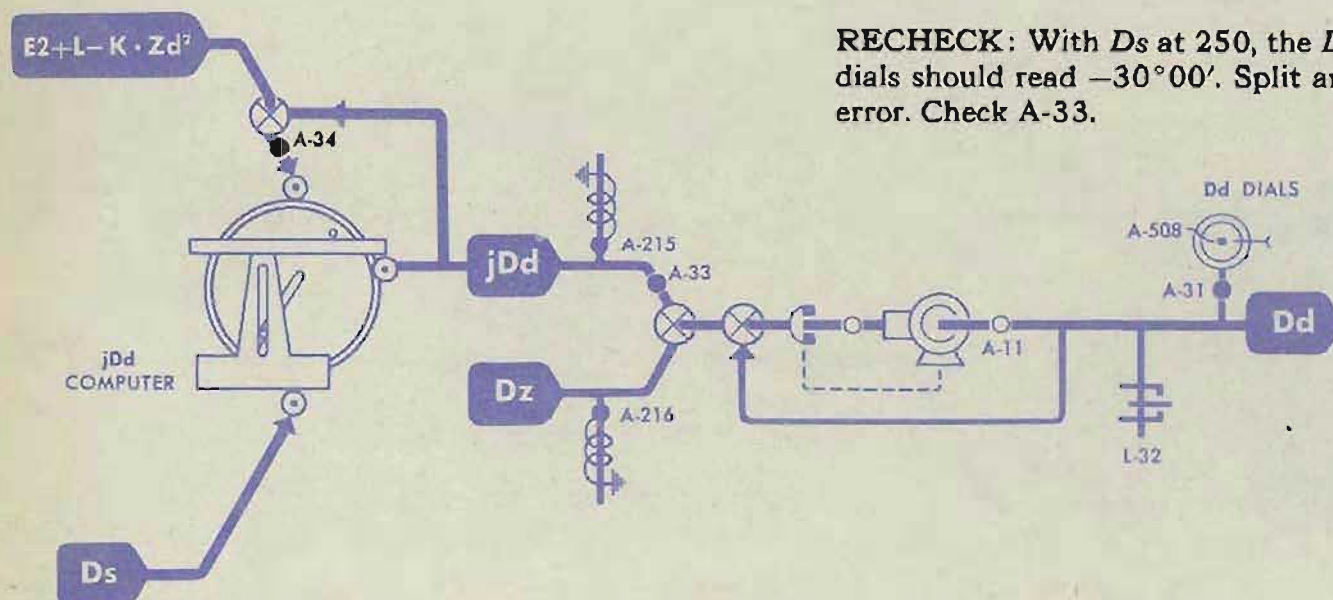 E2+L-K·Zd²
RECHECK: With Ds at 250, the
dials should read —30°00′. Split
error. Check A-33.
A-34
Dd DIALS
A-508
A-215
jDd
A-33
A-31
Dd
A-11
jDd
COMPUTER
Dz
A-216
L-32
Ds